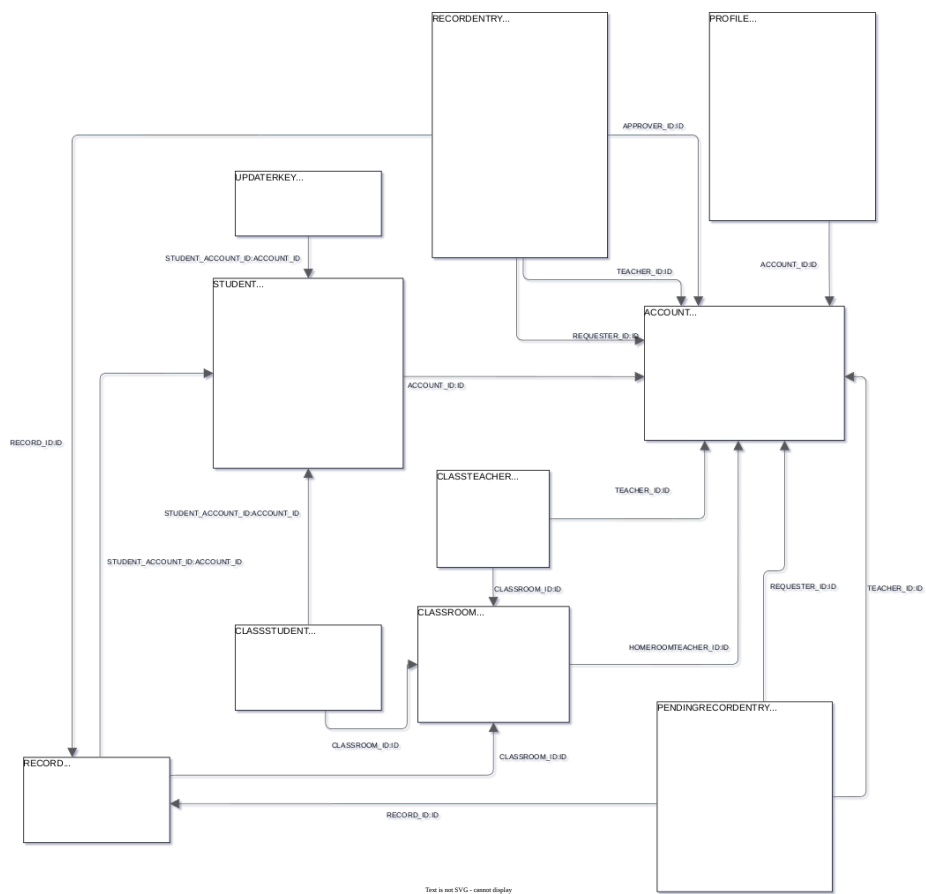 RECORDENTRY...
PROFILE...
APPROVER_ID:ID
UPDATERKEY...
STUDENT_ACCOUNT_ID:ACCOUNT_ID
ACCOUNT_ID:ID
TEACHER_ID:ID
STUDENT...
ACCOUNT...
REQUESTER_ID:ID
ACCOUNT_ID:ID
RECORD_ID:ID
CLASSTEACHER...
TEACHER_ID:ID
STUDENT_ACCOUNT_ID:ACCOUNT_ID
STUDENT_ACCOUNT_ID:ACCOUNT_ID
CLASSROOM_ID:ID
REQUESTER_ID:ID
TEACHER_ID:ID
CLASSROOM...
CLASSSTUDENT...
HOMEROOMTEACHER_ID:ID
PENDINGRECORDENTRY...
CLASSROOM_ID:ID
CLASSROOM_ID:ID
RECORD...
RECORD_ID:ID
Text is not SVG - cannot display